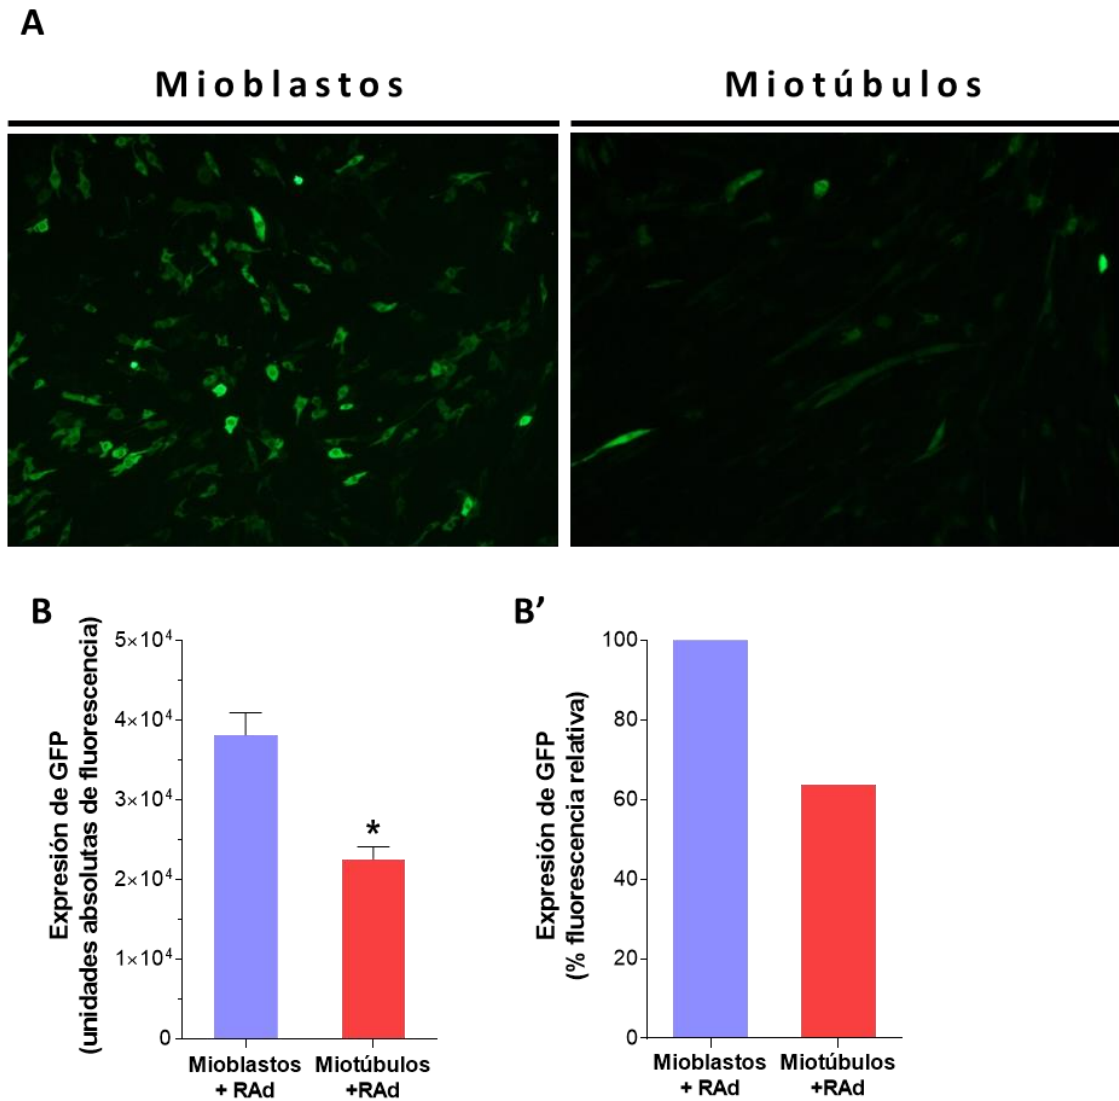 A
Mioblastos
Miotúbulos
B
Expresión de GFP
(unidades absolutas de fluorescencia)
5×10⁴
4×10⁴
3×10⁴
2×10⁴
1×10⁴
0
*
Mioblastos
+ RAd
Miotúbulos
+RAd
B’
Expresión de GFP
(% fluorescencia relativa)
100
80
60
40
20
0
Mioblastos
+ RAd
Miotúbulos
+RAd